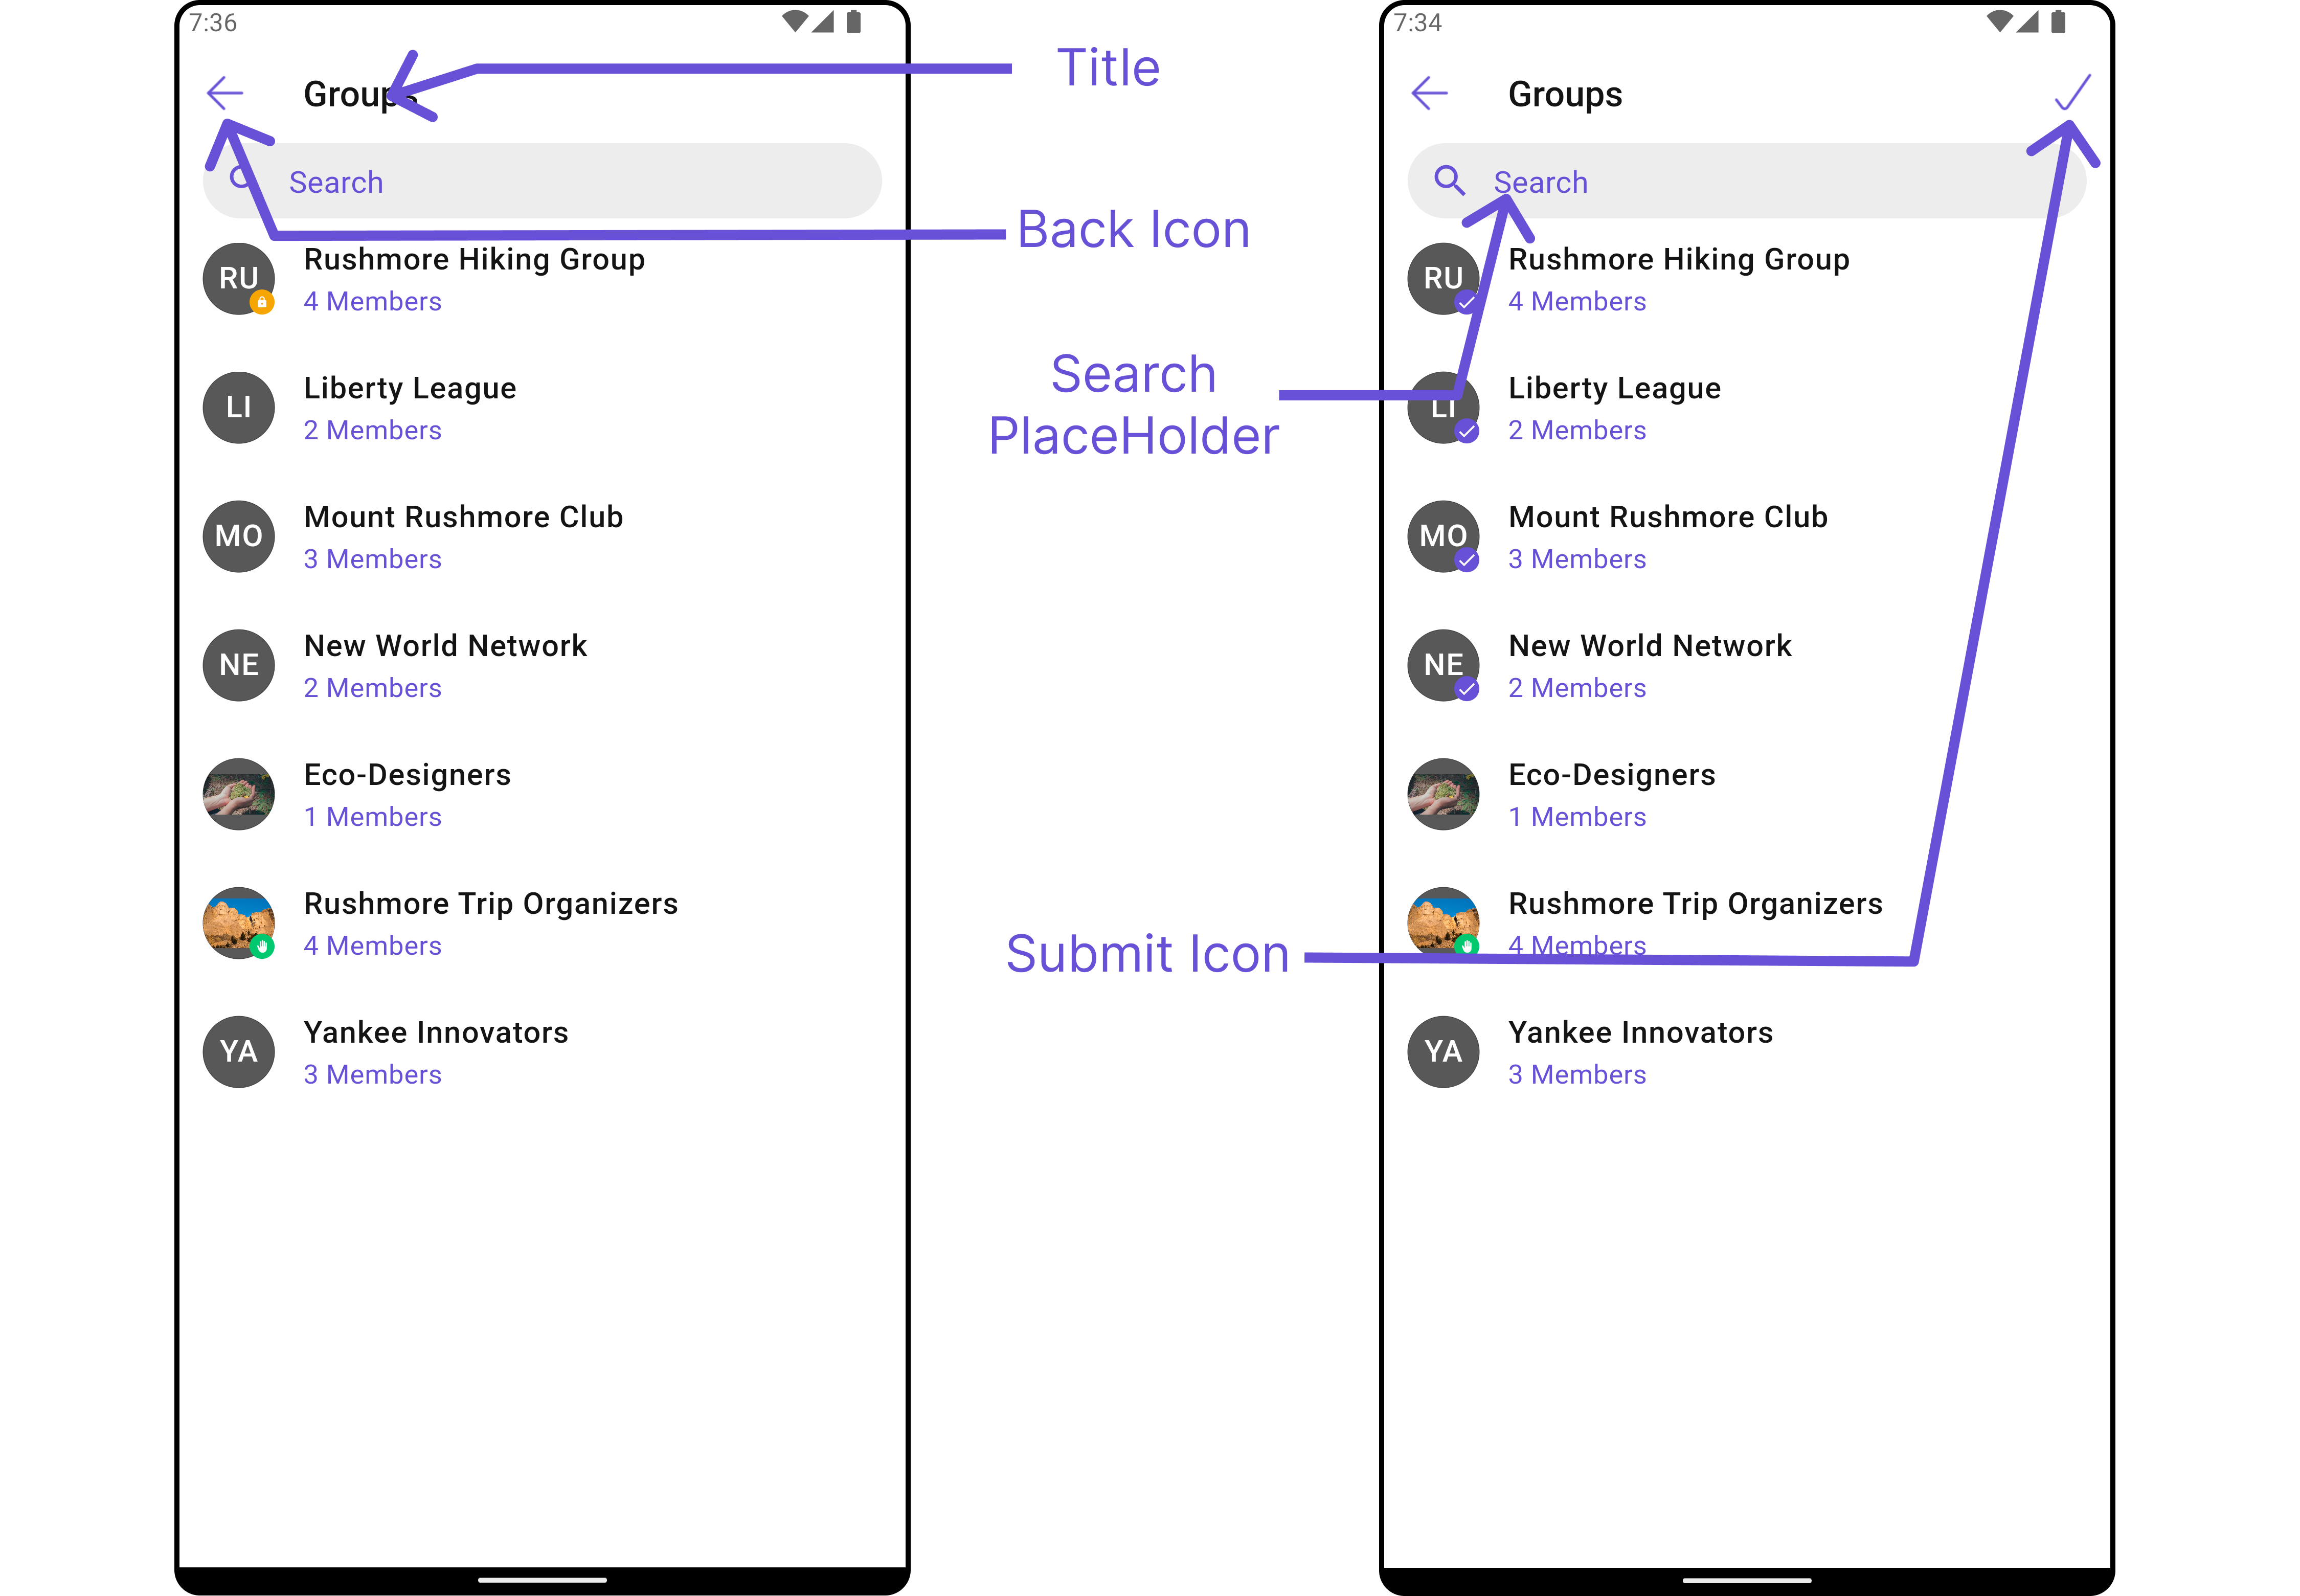 7:36
Groups
Search
RU
Rushmore Hiking Group
4 Members
LI
Liberty League
2 Members
MO
Mount Rushmore Club
3 Members
NE
New World Network
2 Members
Eco-Designers
1 Members
Rushmore Trip Organizers
4 Members
YA
Yankee Innovators
3 Members
Title
Back Icon
Search
PlaceHolder
Submit Icon
7:34
Groups
Search
RU
Rushmore Hiking Group
4 Members
LI
Liberty League
2 Members
MO
Mount Rushmore Club
3 Members
NE
New World Network
2 Members
Eco-Designers
1 Members
Rushmore Trip Organizers
4 Members
YA
Yankee Innovators
3 Members